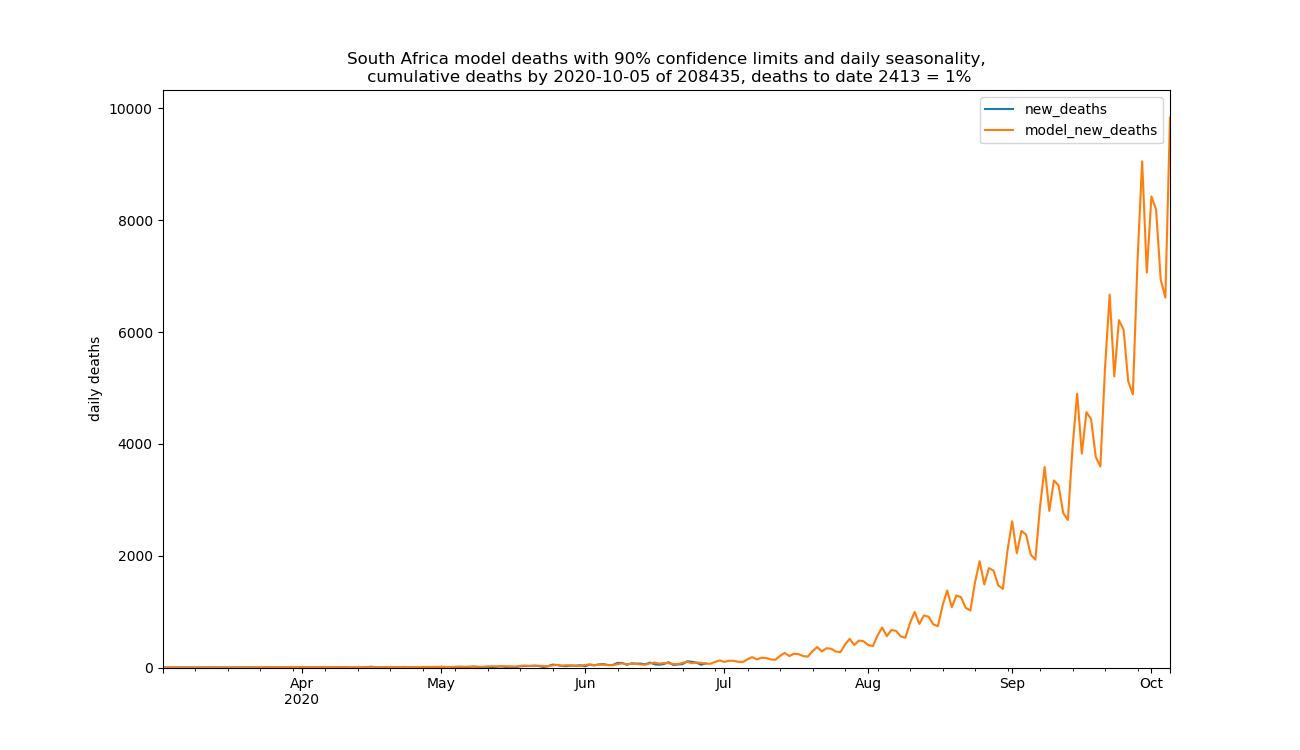 South Africa model deaths with 90% confidence limits and daily seasonality,
cumulative deaths by 2020-10-05 of 208435, deaths to date 2413 = 1%
new_deaths
model_new_deaths
daily deaths
10000
8000
6000
4000
2000
0
Apr
2020
May
Jun
Jul
Aug
Sep
Oct